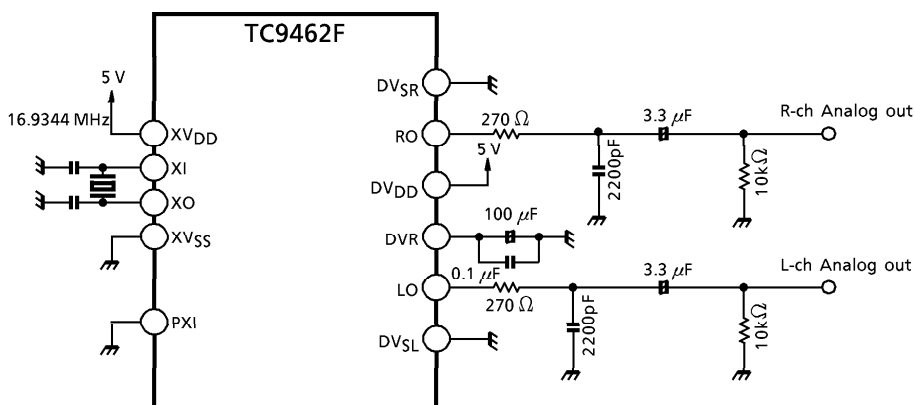 TC9462F
5 V
16.9344 MHz
XVDD
XI
XO
XVSS
PXI
DVSR
RO
270 Ω
5 V
DVDD
DVR
100 μF
0.1 μF
LO
270 Ω
DVSL
2200pF
3.3 μF
10kΩ
R-ch Analog out
2200pF
3.3 μF
10kΩ
L-ch Analog out